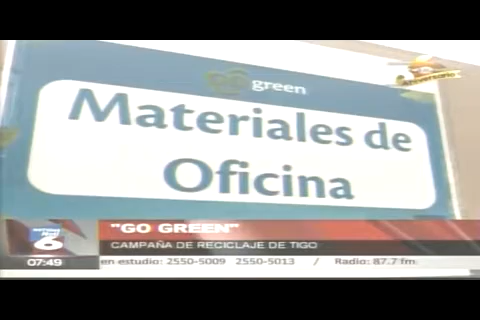 Aniversario
green
Materiales de
Oficina
"GO GREEN"
6
CAMPAÑA DE RECICLAJE DE TIGO
07:49
en estudio: 2550-5009 2550-5013 / Radio: 87.7 fm